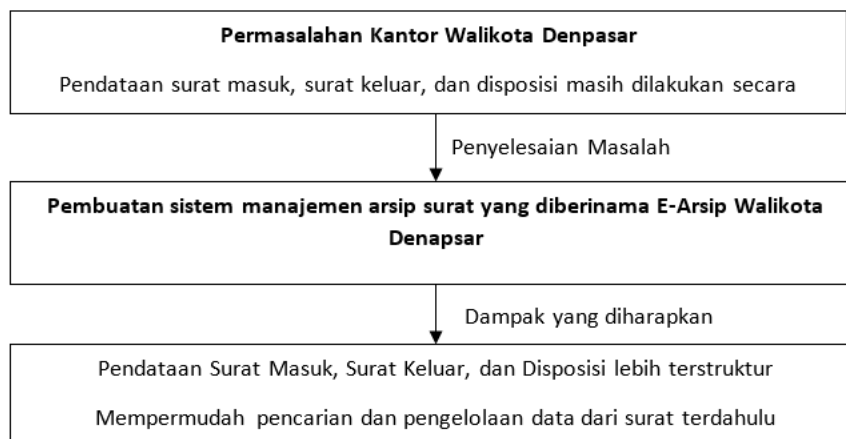 Permasalahan Kantor Walikota Denpasar
Pendataan surat masuk, surat keluar, dan disposisi masih dilakukan secara
Penyelesaian Masalah
Pembuatan sistem manajemen arsip surat yang diberinama E-Arsip Walikota
Denapsar
Dampak yang diharapkan
Pendataan Surat Masuk, Surat Keluar, dan Disposisi lebih terstruktur
Mempermudah pencarian dan pengelolaan data dari surat terdahulu